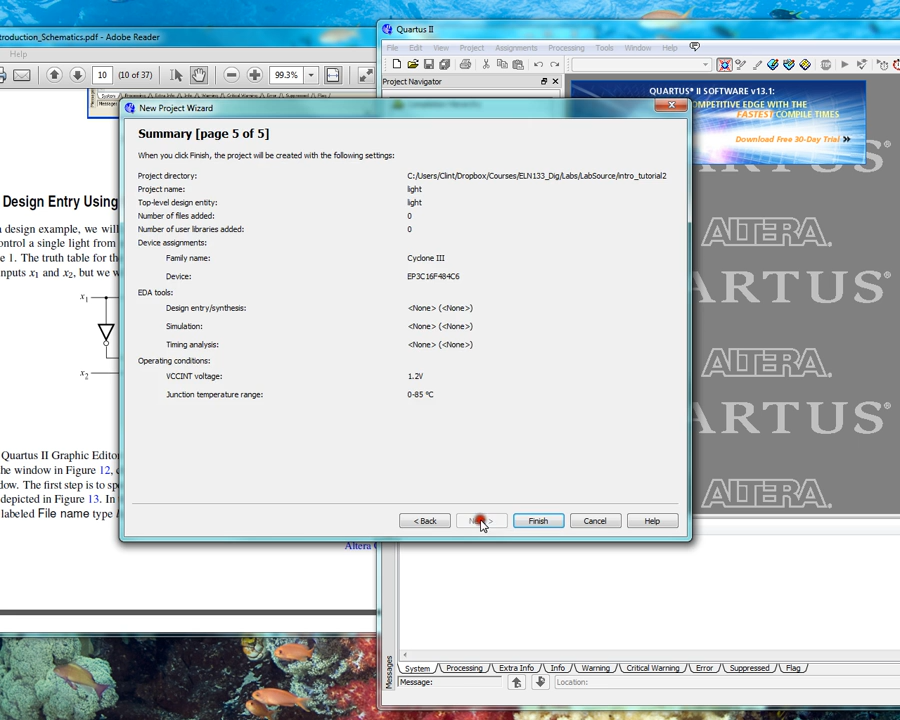 troduction_Schematics.pdf - Adobe Reader
Help
10 (10 of 37) 99.3%
Design Entry Using
a design example, we will
ontrol a single light from
e 1. The truth table for the
inputs x1 and x2, but we w
x1
x2
Quartus II Graphic Editor
he window in Figure 12,
dow. The first step is to sp
depicted in Figure 13. In
labeled File name type
Altera C
Quartus II
File Edit View Project Assignments Processing Tools Window Help
Project Navigator
QUARTUS® II SOFTWARE v13.1:
OMPETITIVE EDGE WITH THE
FASTEST COMPILE TIMES
Download Free 30-Day Trial
US®
ALTERA.
ARTUS®
ALTERA.
ARTUS®
ALTERA.
New Project Wizard
Summary [page 5 of 5]
When you click Finish, the project will be created with the following settings:
Project directory: C:/Users/Clint/Dropbox/Courses/ELN133_Dig/Labs/LabSource/intro_tutorial2
Project name: light
Top-level design entity: light
Number of files added: 0
Number of user libraries added: 0
Device assignments:
Family name: Cyclone III
Device: EP3C16F484C6
EDA tools:
Design entry/synthesis: <None> (<None>)
Simulation: <None> (<None>)
Timing analysis: <None> (<None>)
Operating conditions:
VCCINT voltage: 1.2V
Junction temperature range: 0-85 ºC
< Back Finish Cancel Help
Messages
System Processing Extra Info Info Warning Critical Warning Error Suppressed Flag
Message: Location: